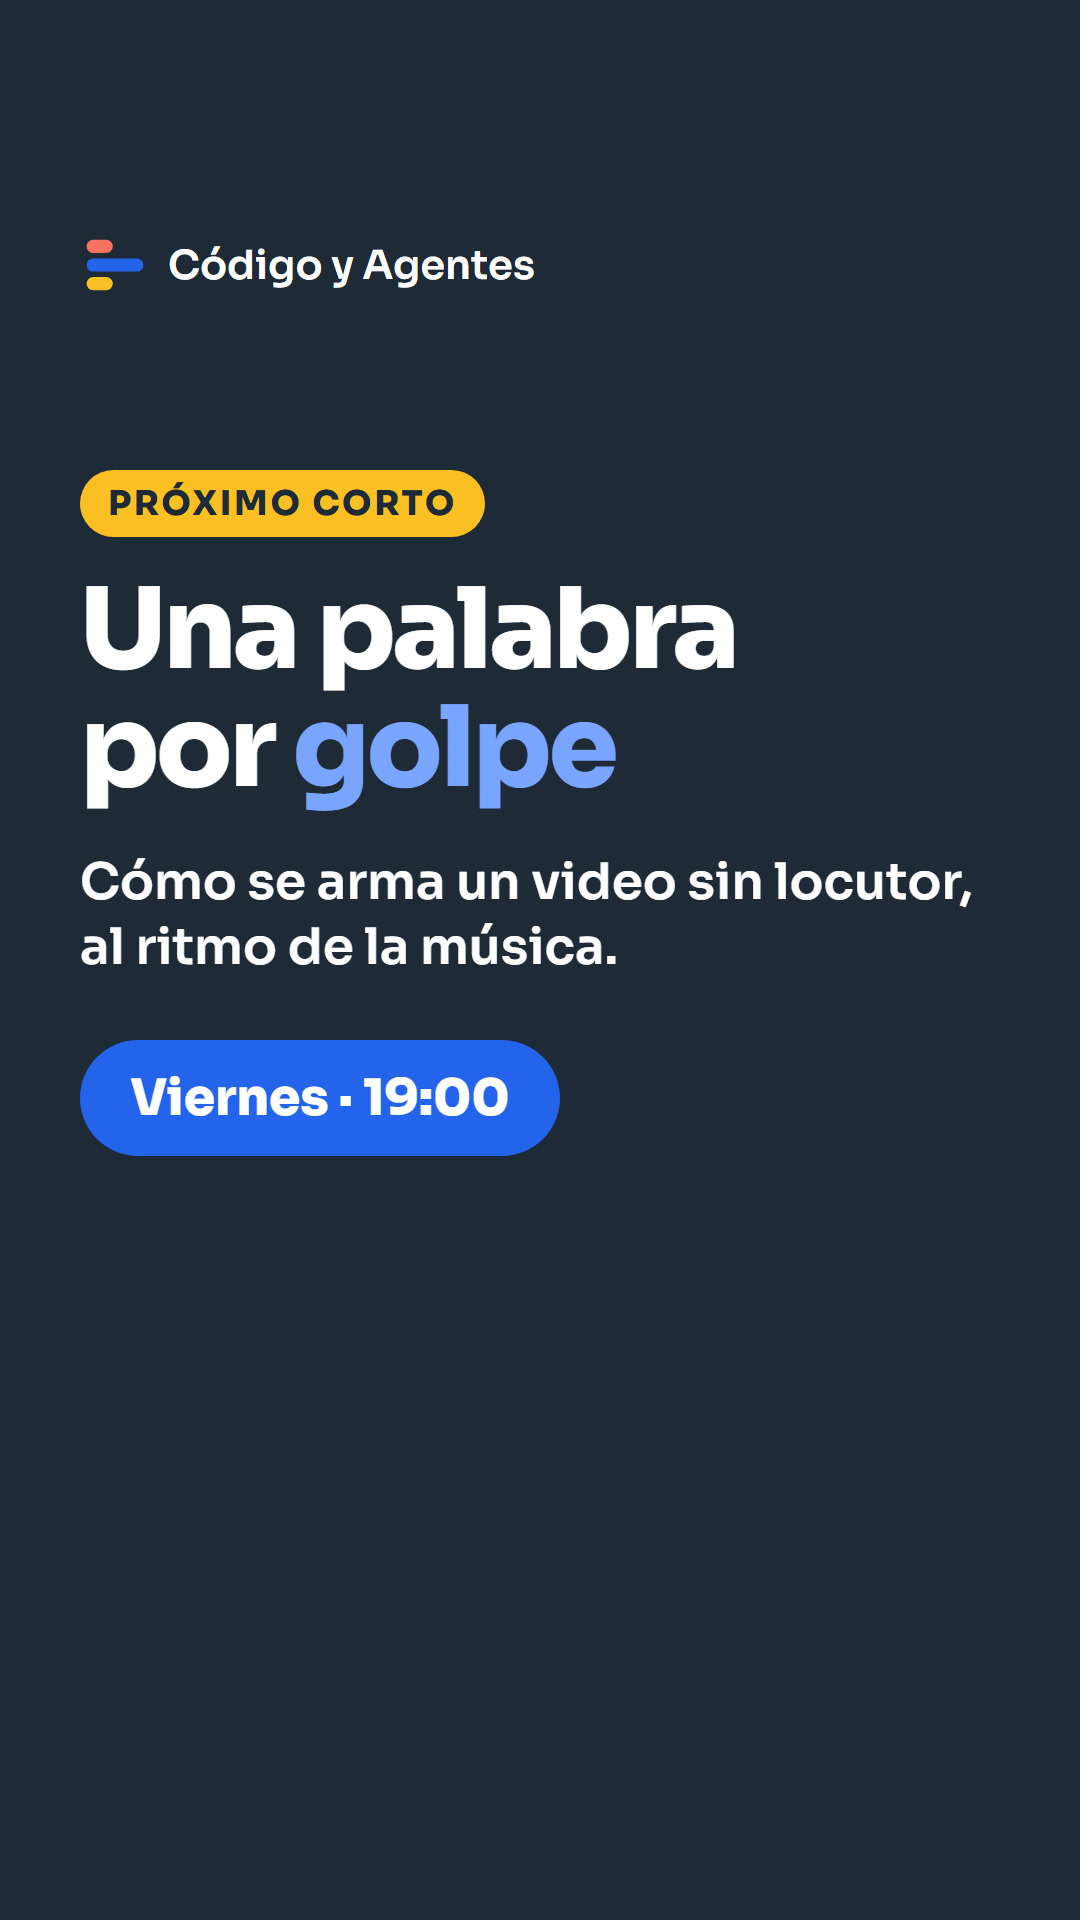 Código y Agentes
PRÓXIMO CORTO
Una palabra
por golpe
Cómo se arma un video sin locutor,
al ritmo de la música.
Viernes · 19:00